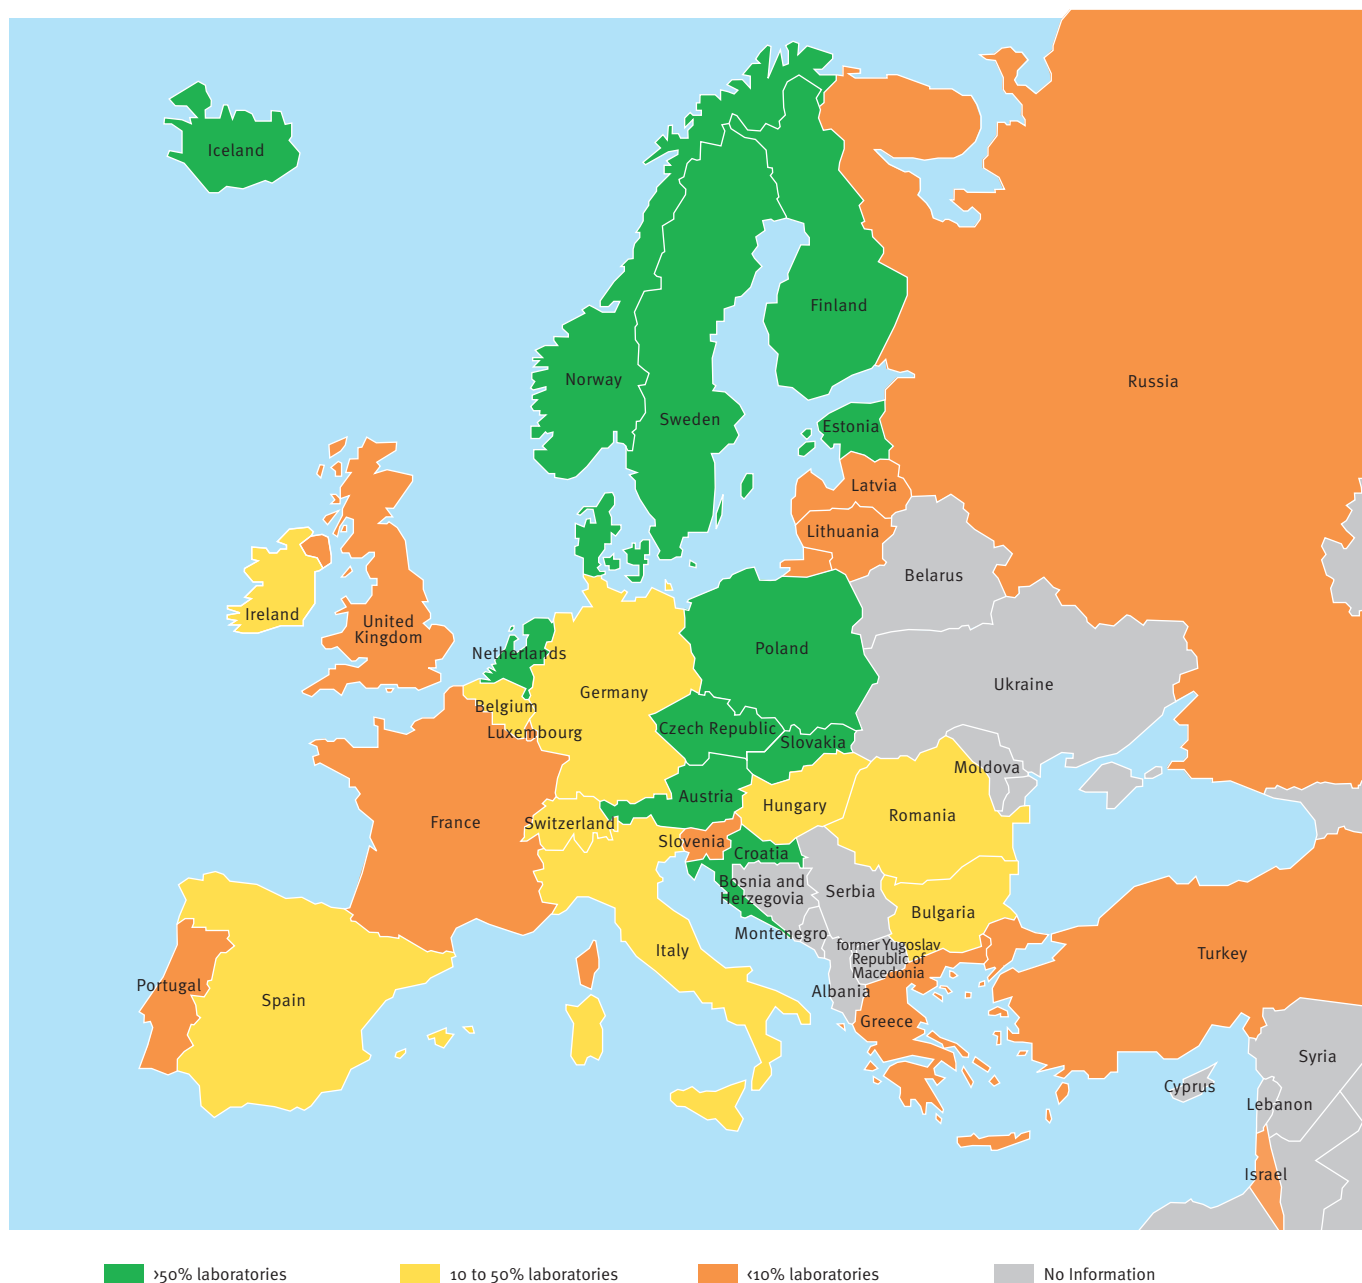 Iceland
Finland
Russia
Norway
Sweden
Estonia
Latvia
Lithuania
Belarus
Ireland
United
Kingdom
Netherlands
Poland
Ukraine
Germany
Belgium
Luxembourg
Czech Republic
Slovakia
Moldova
Austria
Hungary
Romania
France
Switzerland
Slovenia
Croatia
Bosnia and
Herzegovia
Serbia
Bulgaria
Montenegro
former Yugoslav
Republic of
Macedonia
Italy
Turkey
Portugal
Spain
Albania
Greece
Syria
Cyprus
Lebanon
Israel
>50% laboratories
10 to 50% laboratories
<10% laboratories
No Information